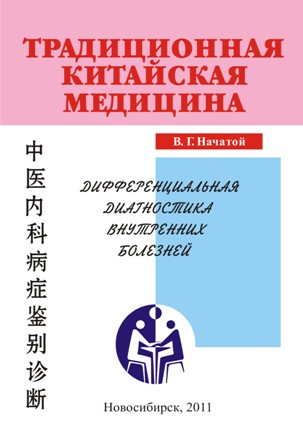 ТРАДИЦИОННАЯ
КИТАЙСКАЯ
МЕДИЦИНА
В. Г. Начатой
中医内科病症鉴别诊断
ДИФФЕРЕНЦИАЛЬНАЯ
ДИАГНОСТИКА
ВНУТРЕННИХ
БОЛЕЗНЕЙ
Новосибирск, 2011